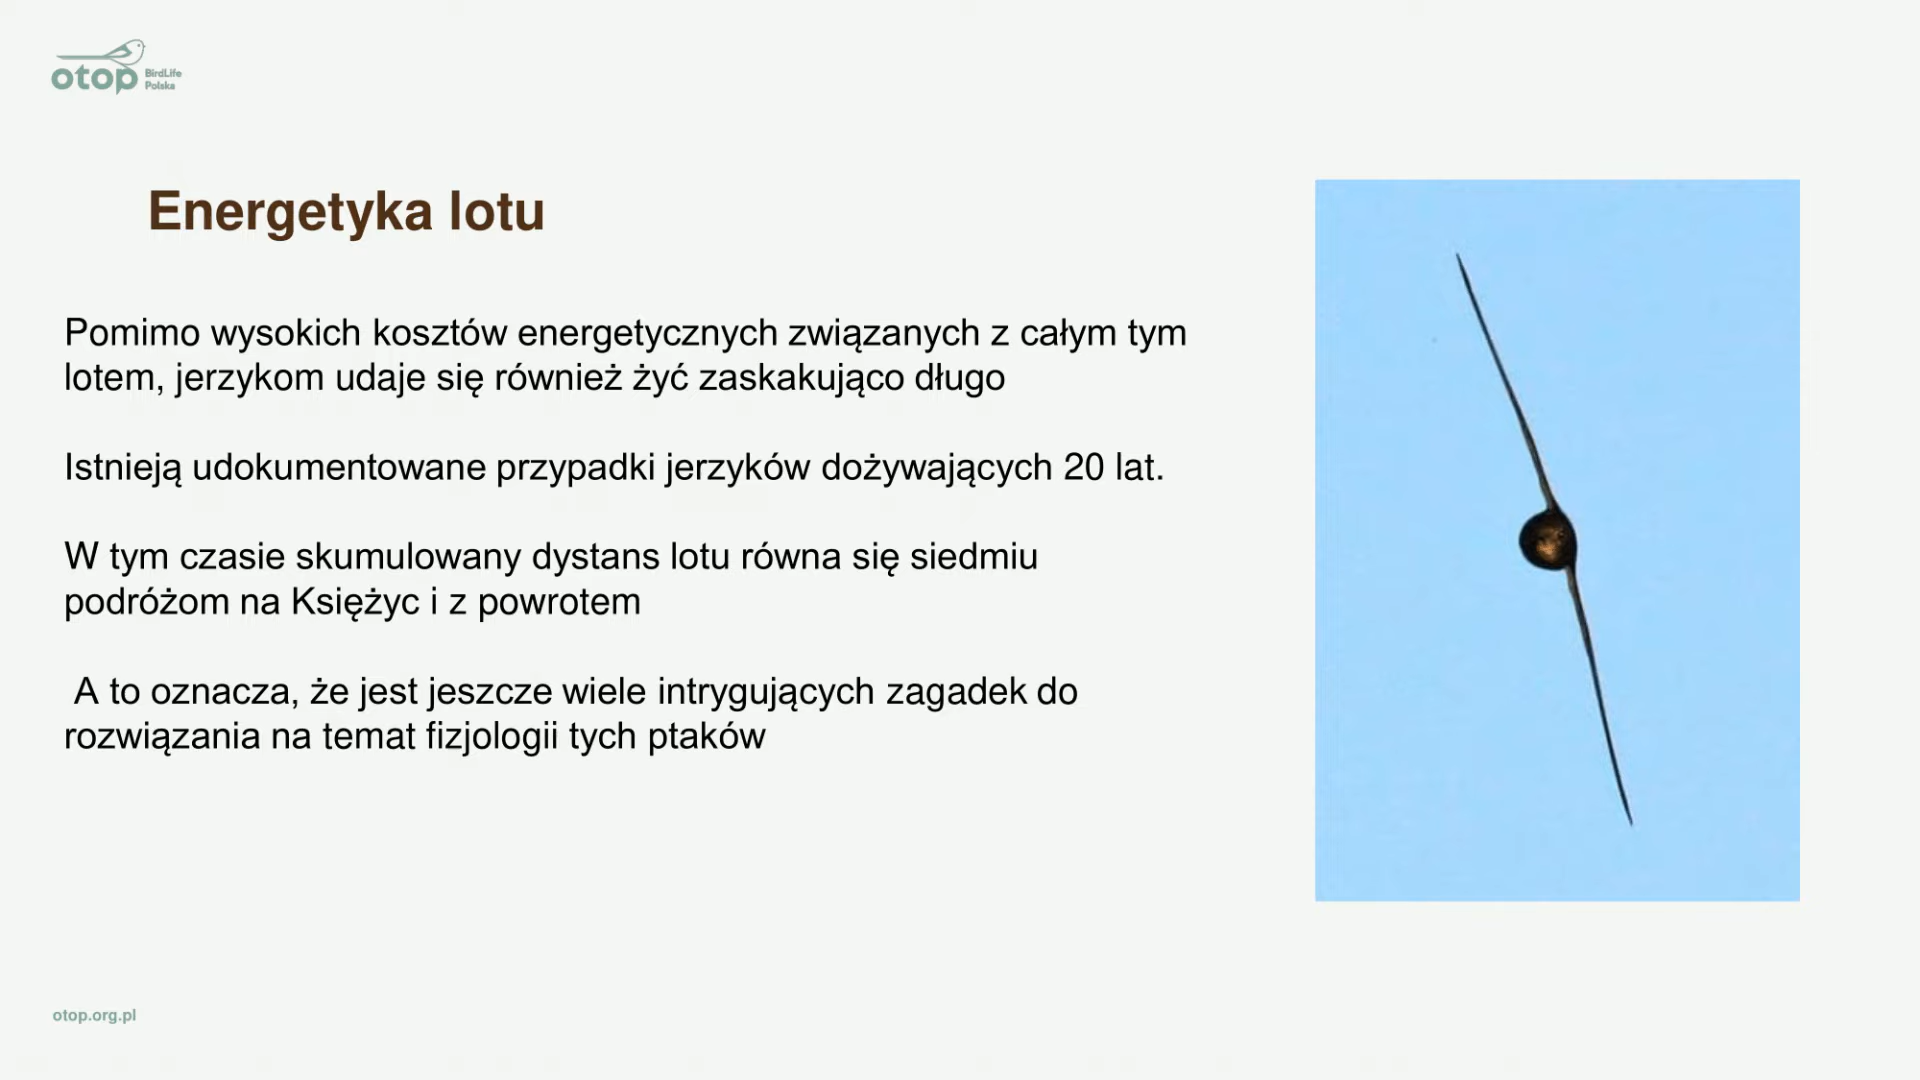 otop BirdLife
Polska
Energetyka lotu
Pomimo wysokich kosztów energetycznych związanych z całym tym
lotem, jerzykom udaje się również żyć zaskakująco długo
Istnieją udokumentowane przypadki jerzyków dożywających 20 lat.
W tym czasie skumulowany dystans lotu równa się siedmiu
podróżom na Księżyc i z powrotem
A to oznacza, że jest jeszcze wiele intrygujących zagadek do
rozwiązania na temat fizjologii tych ptaków
otop.org.pl